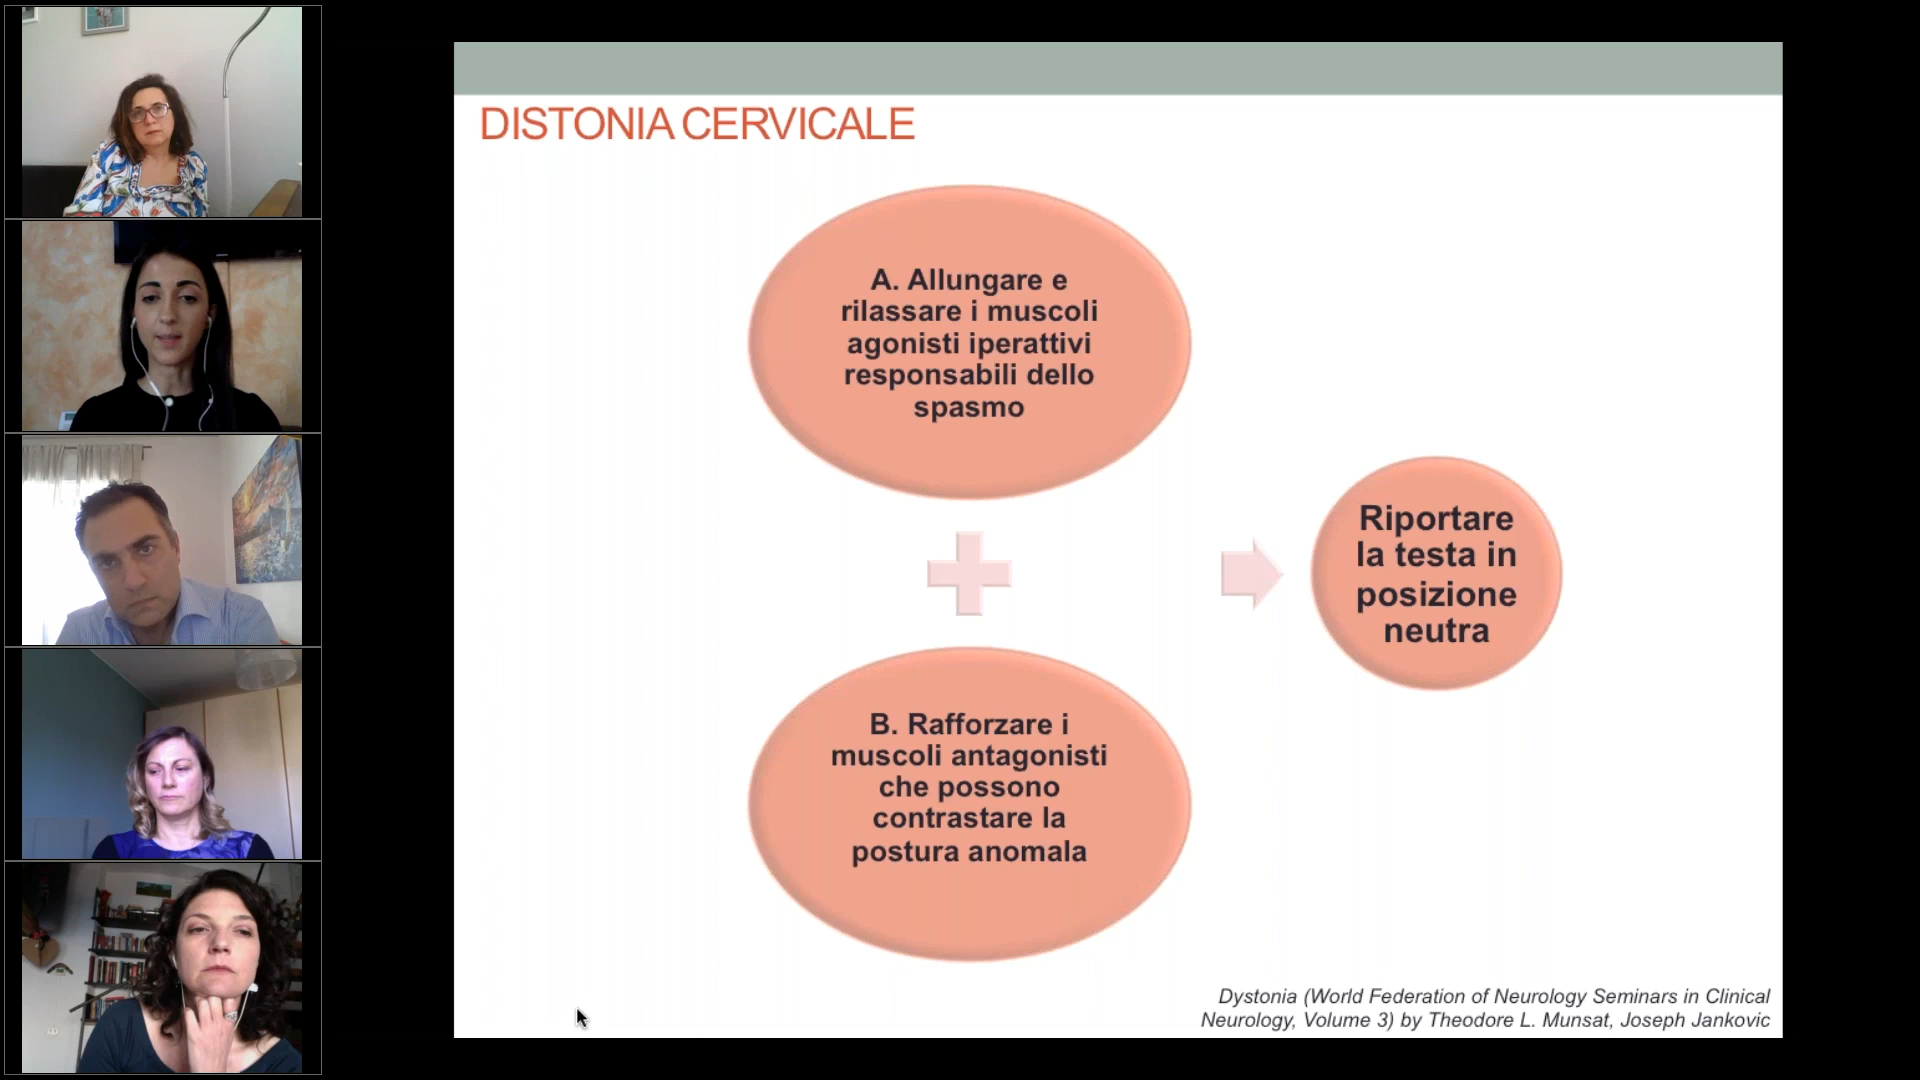 DISTONIA CERVICALE
A. Allungare e
rilassare i muscoli
agonisti iperattivi
responsabili dello
spasmo
B. Rafforzare i
muscoli antagonisti
che possono
contrastare la
postura anomala
Riportare
la testa in
posizione
neutra
Dystonia (World Federation of Neurology Seminars in Clinical
Neurology, Volume 3) by Theodore L. Munsat, Joseph Jankovic